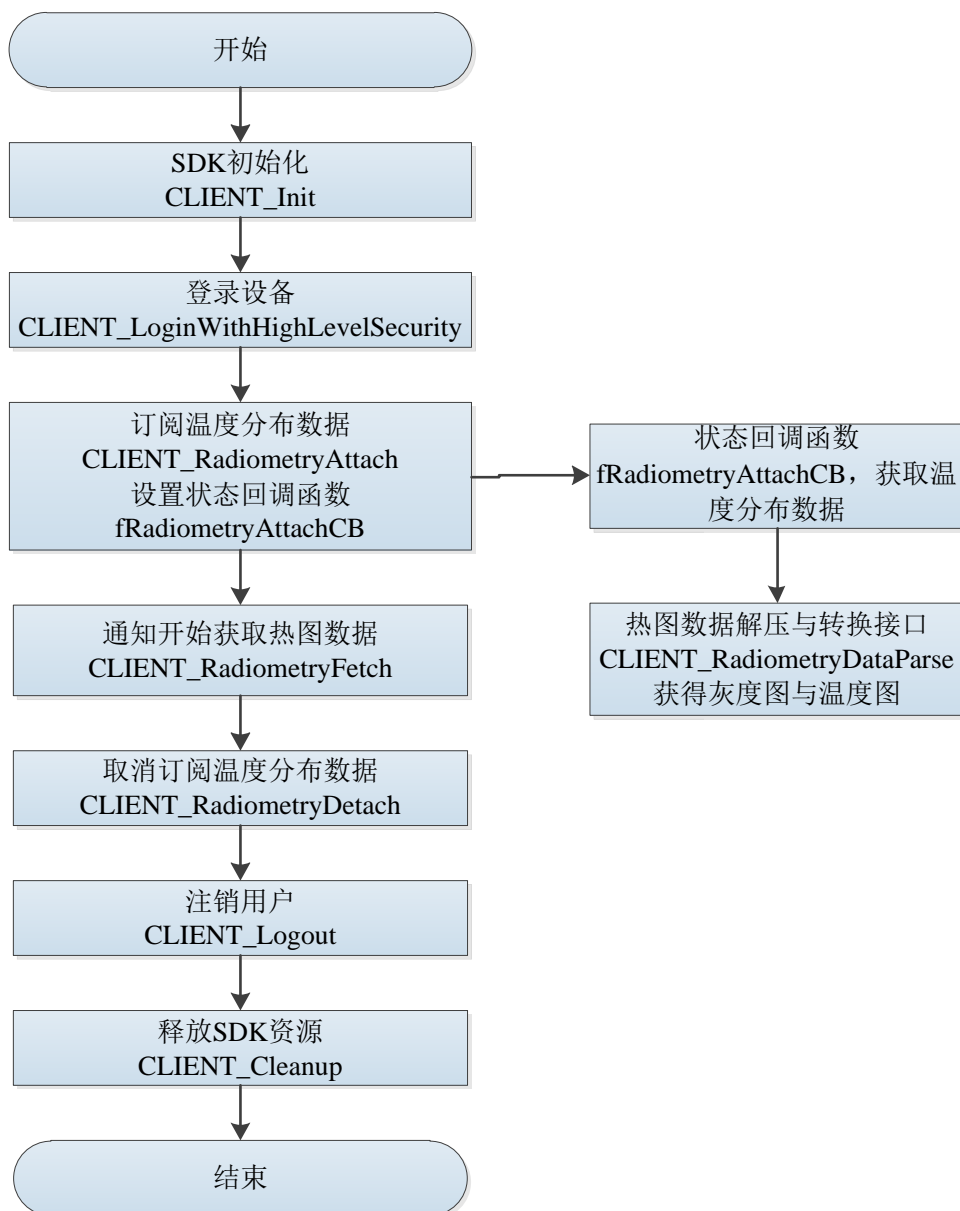 开始
SDK初始化
CLIENT_Init
登录设备
CLIENT_LoginWithHighLevelSecurity
订阅温度分布数据
CLIENT_RadiometryAttach
设置状态回调函数
fRadiometryAttachCB
状态回调函数
fRadiometryAttachCB，获取温
度分布数据
热图数据解压与转换接口
CLIENT_RadiometryDataParse
获得灰度图与温度图
通知开始获取热图数据
CLIENT_RadiometryFetch
取消订阅温度分布数据
CLIENT_RadiometryDetach
注销用户
CLIENT_Logout
释放SDK资源
CLIENT_Cleanup
结束